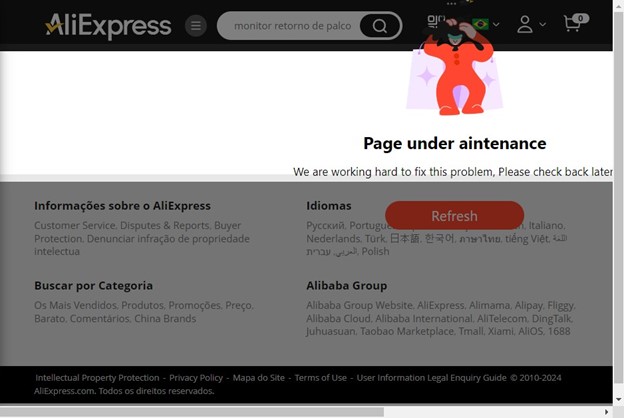 AliExpress
monitor retorno de palco
0
Page under aintenance
We are working hard to fix this problem, Please check back later
Informações sobre o AliExpress
Customer Service, Disputes & Reports, Buyer
Protection, Denunciar infração de propriedade
intelectua
Idiomas
Refresh
Русский, Portugue
Italiano,
Nederlands, Türk, 日本語, 한국어, ภาษาไทย, tiếng Việt, اللغة
العربي, עברית, Polish
Buscar por Categoria
Os Mais Vendidos, Produtos, Promoções, Preço,
Barato, Comentários, China Brands
Alibaba Group
Alibaba Group Website, AliExpress, Alimama, Alipay, Fliggy,
Alibaba Cloud, Alibaba International, AliTelecom, DingTalk,
Juhuasuan, Taobao Marketplace, Tmall, Xiami, AliOS, 1688
Intellectual Property Protection - Privacy Policy - Mapa do Site - Terms of Use - User Information Legal Enquiry Guide © 2010-2024
AliExpress.com. Todos os direitos reservados.